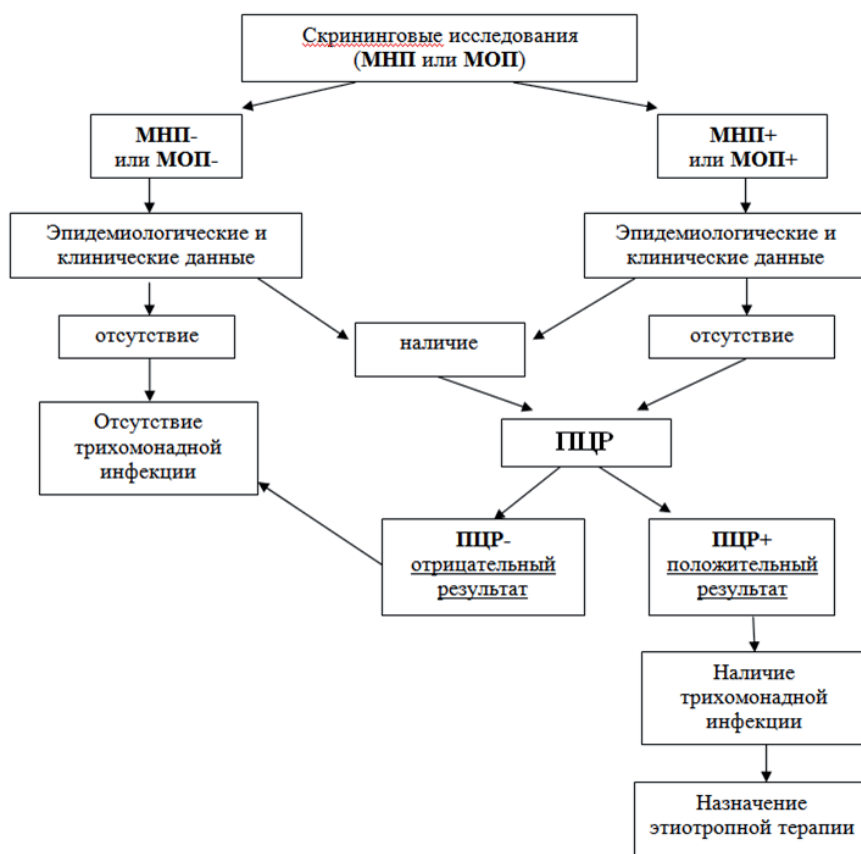 Скрининговые исследования
(МНП или МОП)
МНП-
или МОП-
МНП+
или МОП+
Эпидемиологические и
клинические данные
Эпидемиологические и
клинические данные
отсутствие
наличие
отсутствие
Отсутствие
трихомонадной
инфекции
ПЦР
ПЦР-
отрицательный
результат
ПЦР+
положительный
результат
Наличие
трихомонадной
инфекции
Назначение
этиотропной терапии